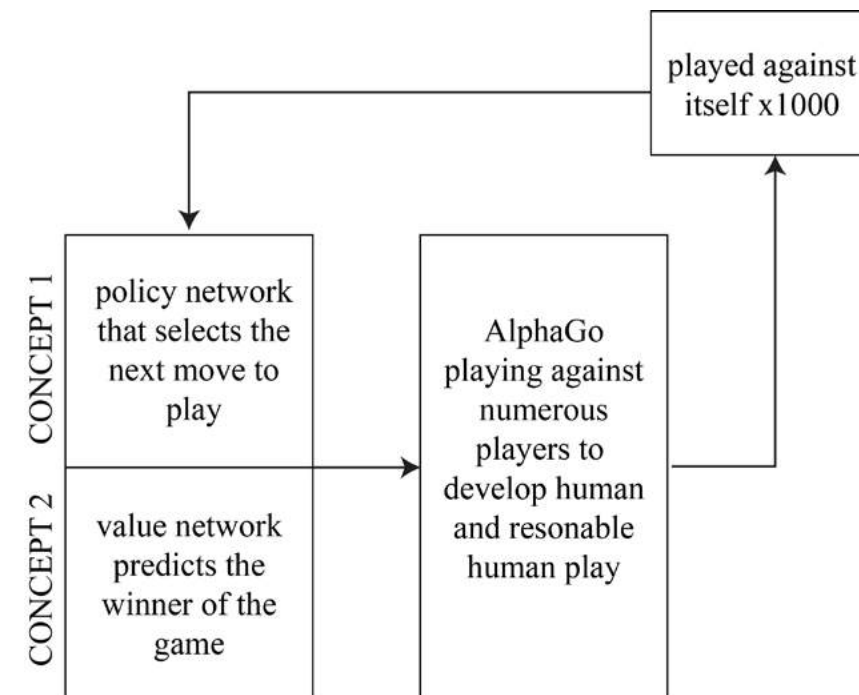 played against
itself x1000
CONCEPT 1
policy network
that selects the
next move to
play
CONCEPT 2
value network
predicts the
winner of the
game
AlphaGo
playing against
numerous
players to
develop human
and resonable
human play